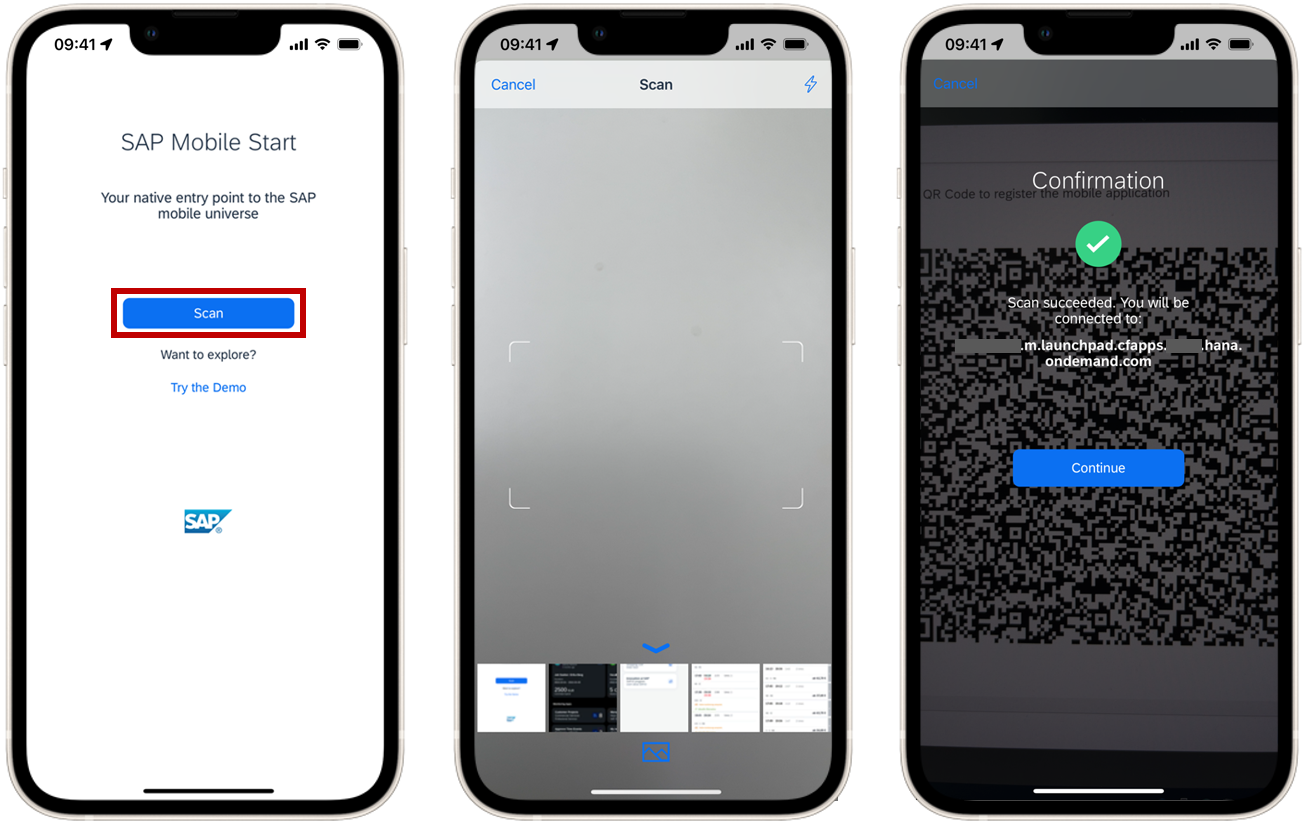 09:41
SAP Mobile Start
Your native entry point to the SAP
mobile universe
Scan
Want to explore?
Try the Demo
SAP®
09:41
Cancel
Scan
09:41
Cancel
Confirmation
QR Code to register the mobile application
Scan succeeded. You will be
connected to:
.m.launchpad.cfapps. .hana.
ondemand.com
Continue